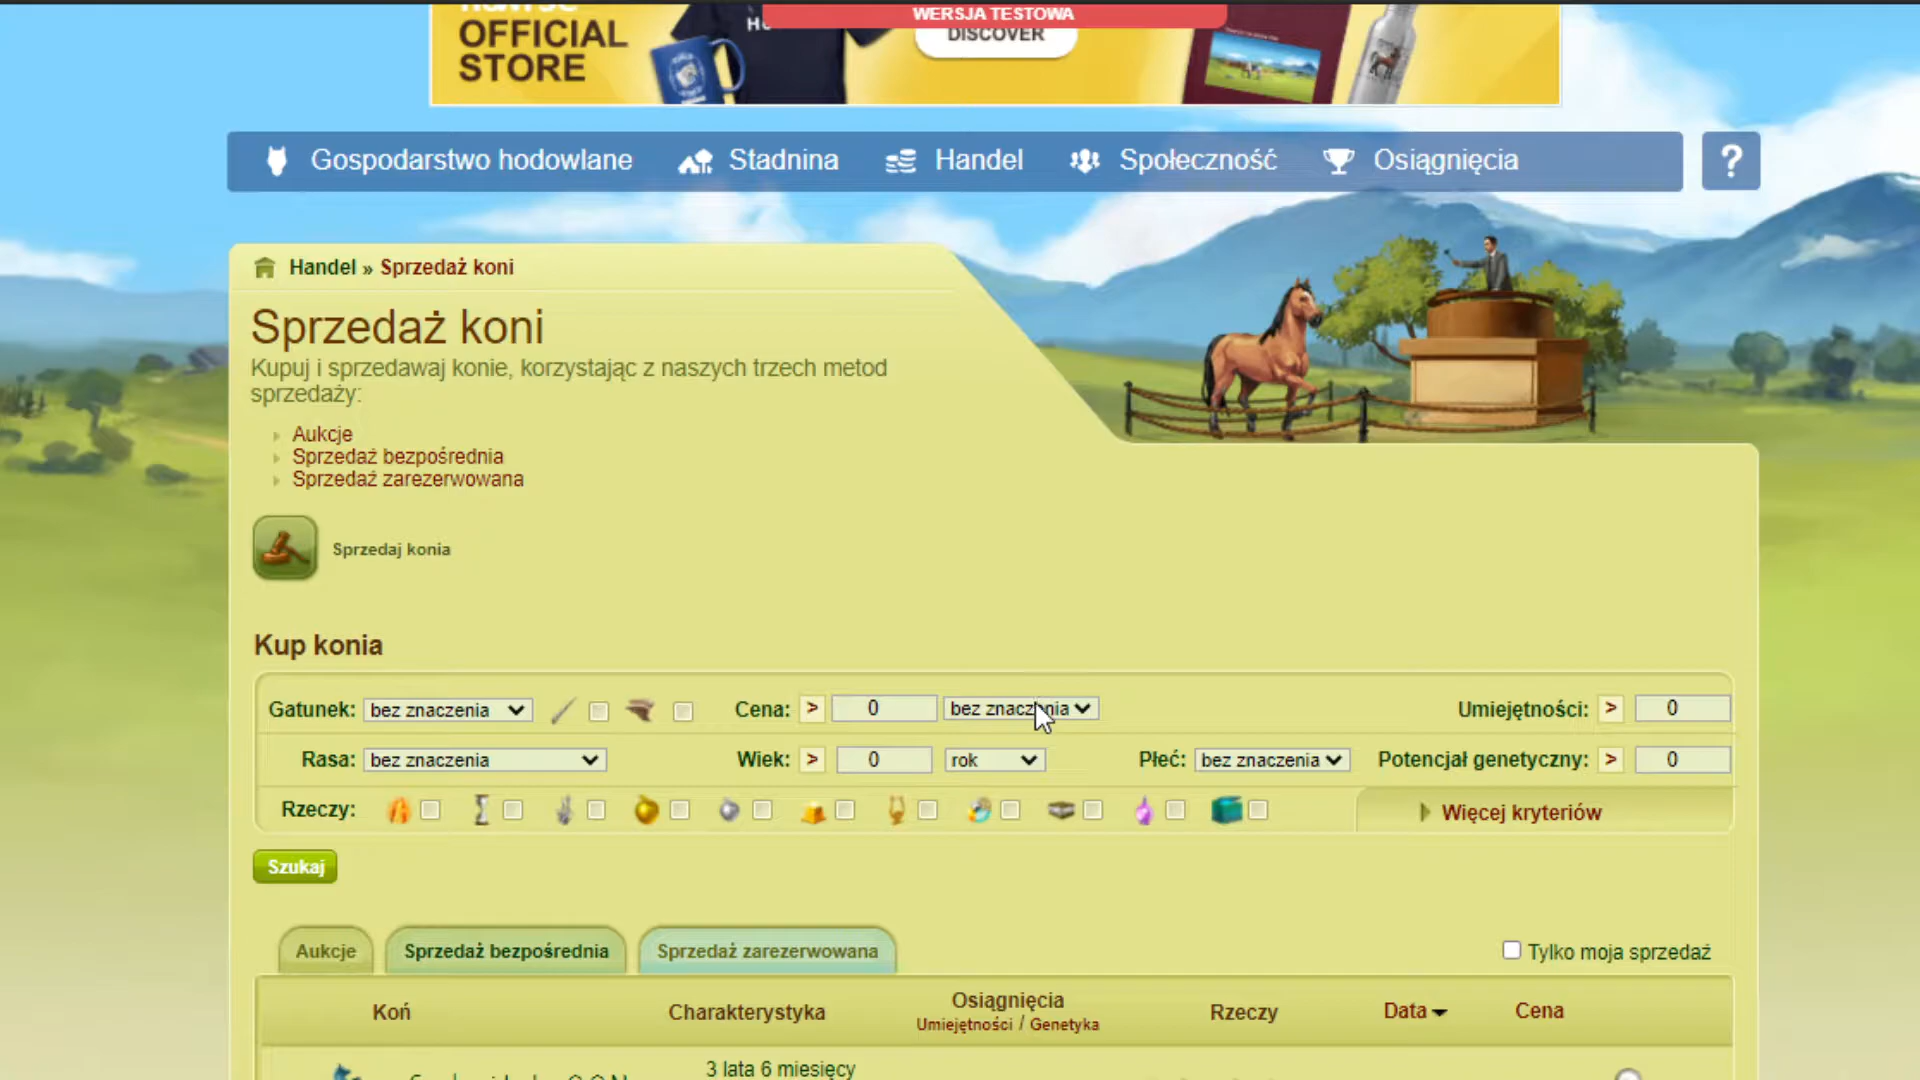 WERSJA TESTOWA
OFFICIAL
STORE
DISCOVER
Gospodarstwo hodowlane Stadnina Handel Społeczność Osiągnięcia ?
Handel » Sprzedaż koni
Sprzedaż koni
Kupuj i sprzedawaj konie, korzystając z naszych trzech metod
sprzedaży:
Aukcje
Sprzedaż bezpośrednia
Sprzedaż zarezerwowana
Sprzedaj konia
Kup konia
Gatunek: bez znaczenia Cena: > 0 bez znaczenia Umiejętności: > 0
Rasa: bez znaczenia Wiek: > 0 rok Płeć: bez znaczenia Potencjał genetyczny: > 0
Rzeczy: Więcej kryteriów
Szukaj
Aukcje Sprzedaż bezpośrednia Sprzedaż zarezerwowana Tylko moja sprzedaż
Koń Charakterystyka Osiągnięcia Rzeczy Data Cena
Umiejętności / Genetyka
3 lata 6 miesięcy